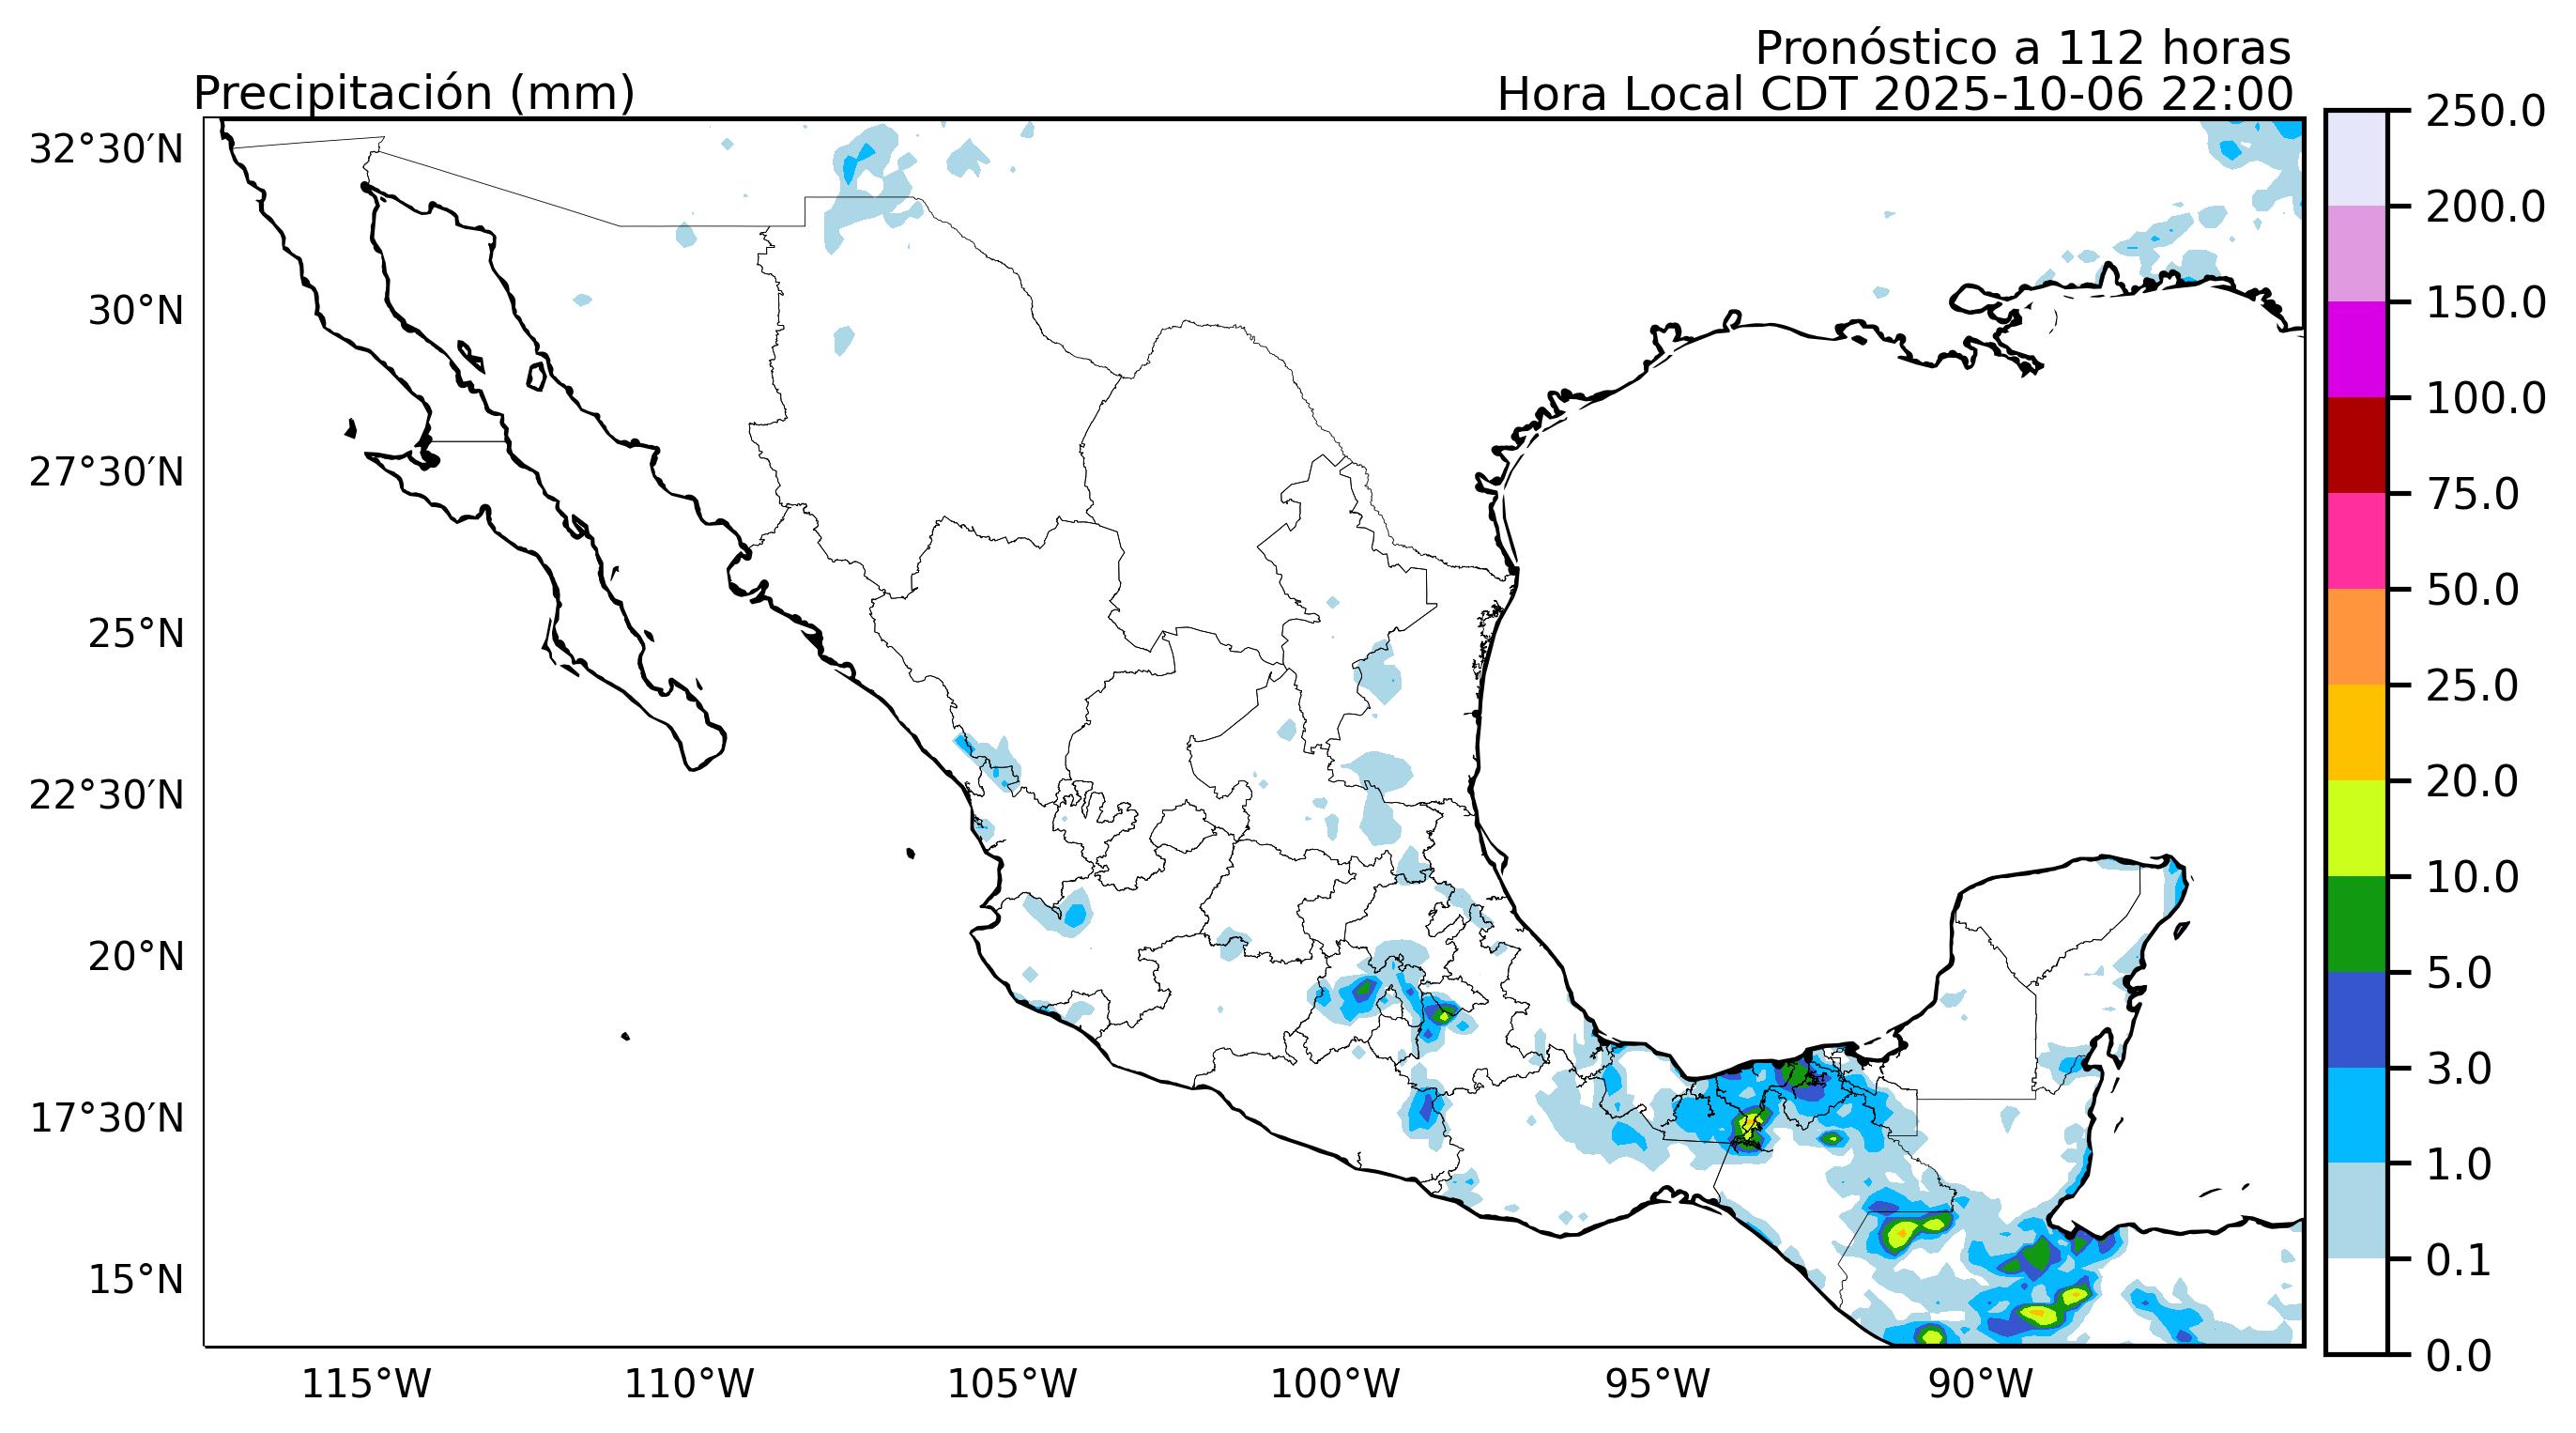 Pronóstico a 112 horas
Precipitación (mm)
Hora Local CDT 2025-10-06 22:00
32°30′N
30°N
27°30′N
25°N
22°30′N
20°N
17°30′N
15°N
115°W
110°W
105°W
100°W
95°W
90°W
250.0
200.0
150.0
100.0
75.0
50.0
25.0
20.0
10.0
5.0
3.0
1.0
0.1
0.0